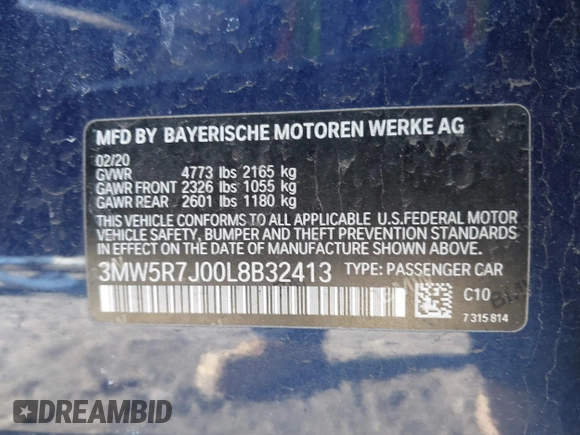 MFD BY BAYERISCHE MOTOREN WERKE AG
02/20
GVWR 4773 lbs 2165 kg
GAWR FRONT 2326 lbs 1055 kg
GAWR REAR 2601 lbs 1180 kg
THIS VEHICLE CONFORMS TO ALL APPLICABLE U.S.FEDERAL MOTOR
VEHICLE SAFETY, BUMPER AND THEFT PREVENTION STANDARDS
IN EFFECT ON THE DATE OF MANUFACTURE SHOWN ABOVE.
3MW5R7J00L8B32413 TYPE: PASSENGER CAR
C10
7 315 814
DREAMBID